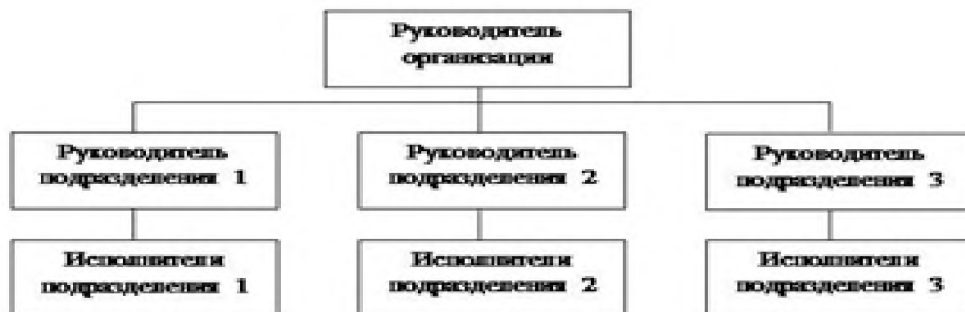 Руководитель
организации
Руководитель
подразделения 1
Руководитель
подразделения 2
Руководитель
подразделения 3
Исполнители
подразделения 1
Исполнители
подразделения 2
Исполнители
подразделения 3